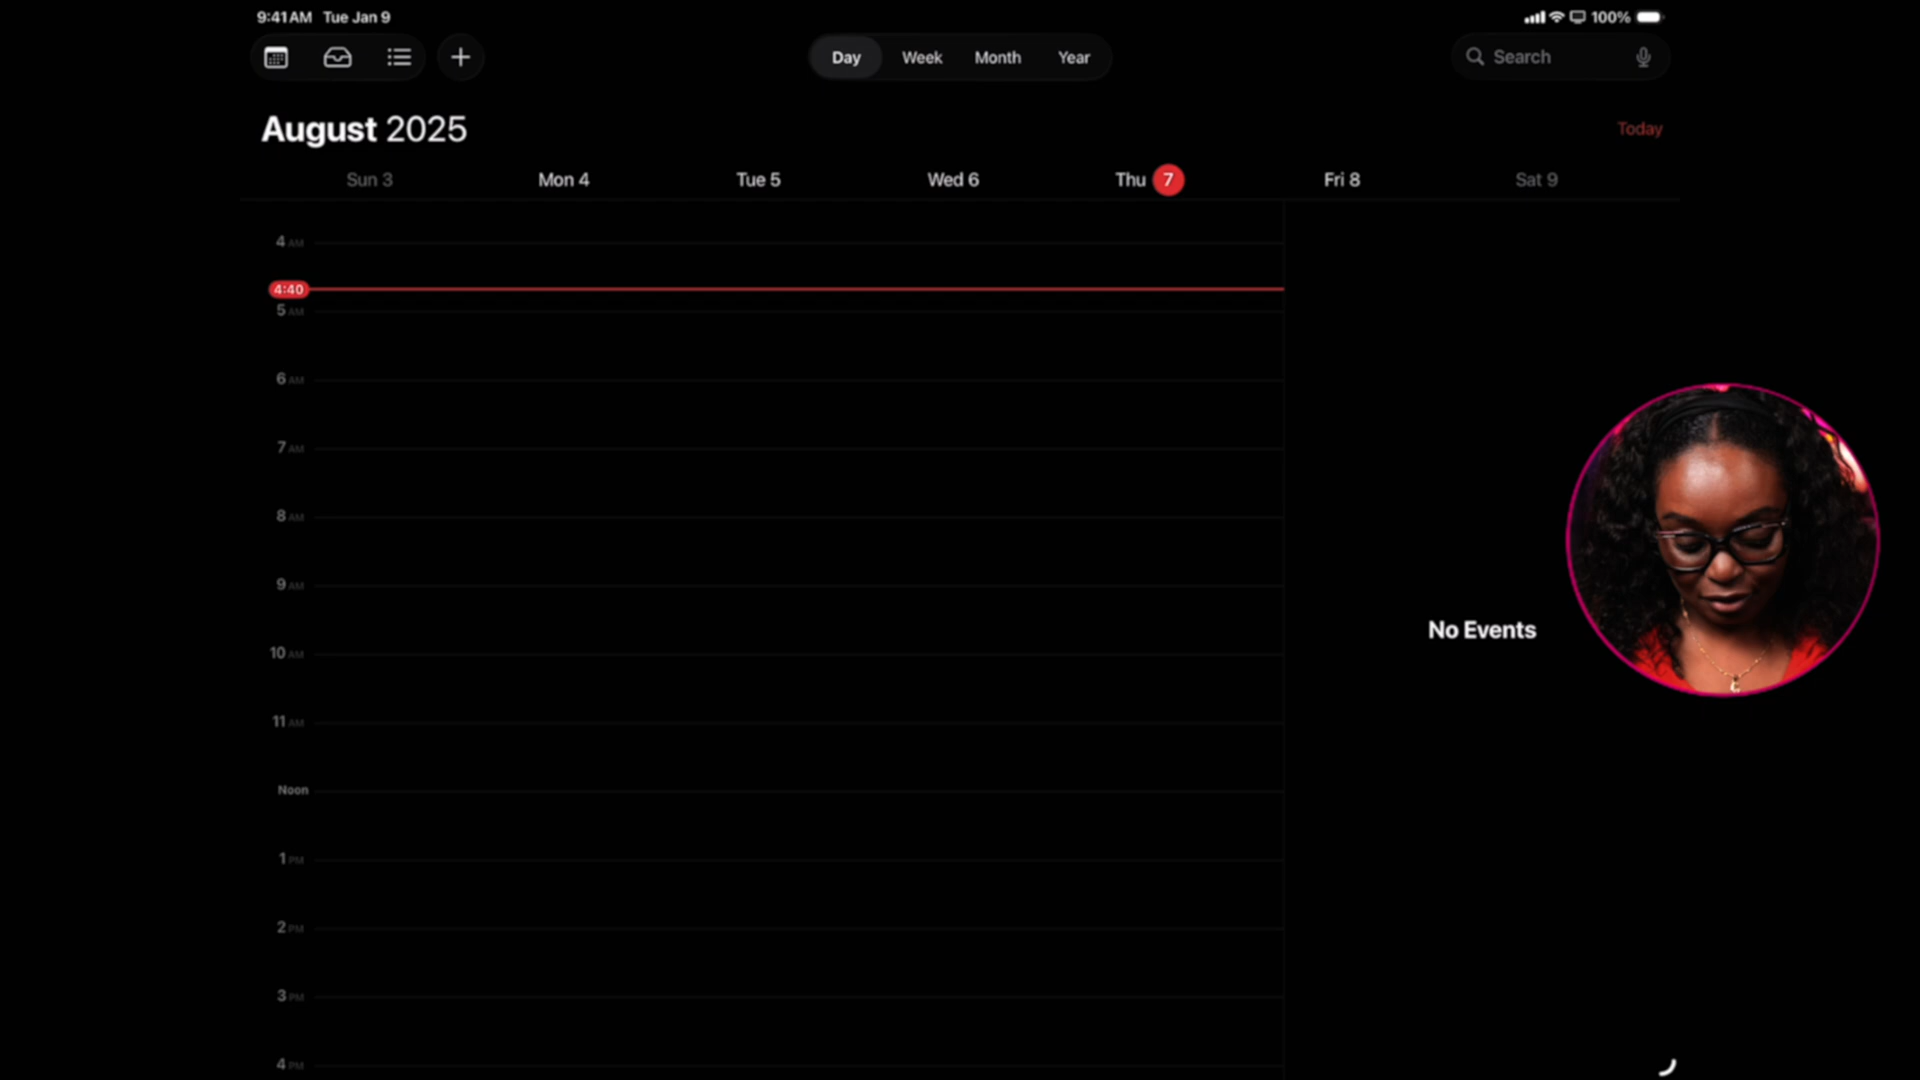 9:41 AM Tue Jan 9
100%
Day Week Month Year
Search
August 2025
Today
Sun 3 Mon 4 Tue 5 Wed 6 Thu 7 Fri 8 Sat 9
4 AM
4:40
5 AM
6 AM
7 AM
8 AM
9 AM
No Events
10 AM
11 AM
Noon
1 PM
2 PM
3 PM
4 PM